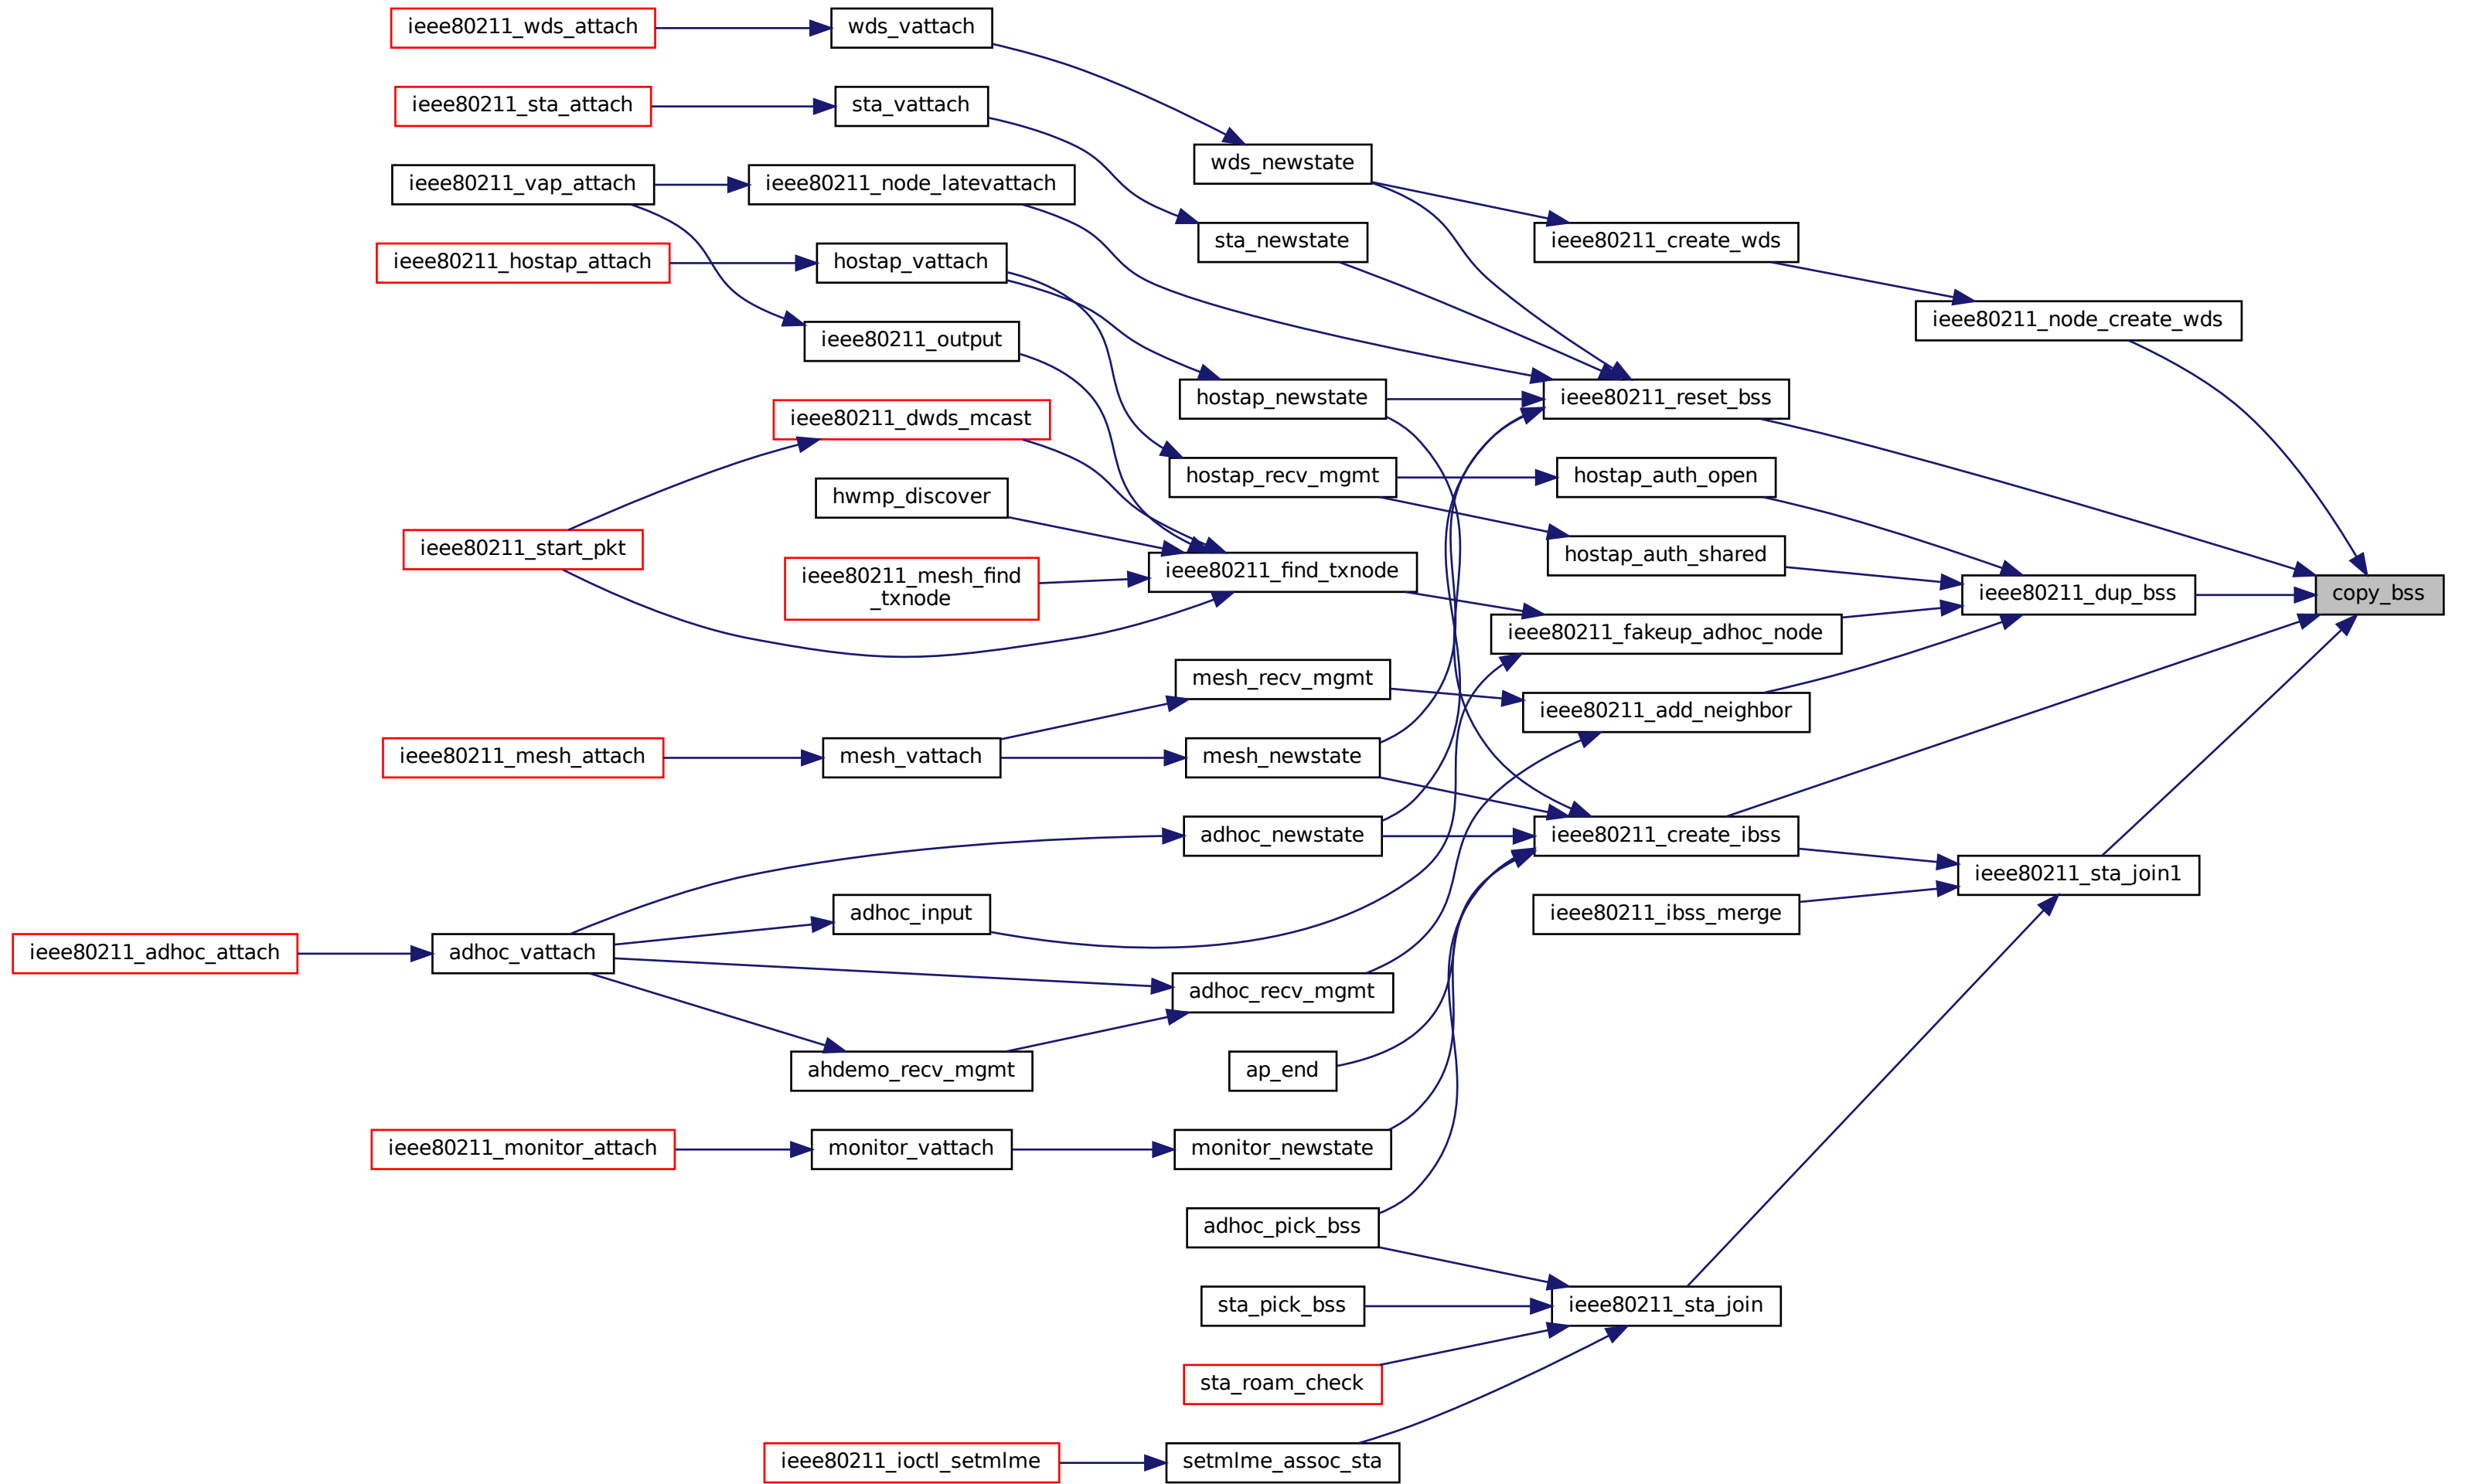 ieee80211_wds_attach
wds_vattach
ieee80211_sta_attach
sta_vattach
wds_newstate
ieee80211_vap_attach
ieee80211_node_latevattach
sta_newstate
ieee80211_create_wds
ieee80211_hostap_attach
hostap_vattach
ieee80211_node_create_wds
ieee80211_output
hostap_newstate
ieee80211_reset_bss
ieee80211_dwds_mcast
hwmp_discover
hostap_recv_mgmt
hostap_auth_open
ieee80211_start_pkt
hostap_auth_shared
ieee80211_mesh_find
_txnode
ieee80211_find_txnode
ieee80211_dup_bss
copy_bss
ieee80211_fakeup_adhoc_node
mesh_recv_mgmt
ieee80211_add_neighbor
ieee80211_mesh_attach
mesh_vattach
mesh_newstate
adhoc_newstate
ieee80211_create_ibss
ieee80211_sta_join1
adhoc_input
ieee80211_ibss_merge
ieee80211_adhoc_attach
adhoc_vattach
adhoc_recv_mgmt
ahdemo_recv_mgmt
ap_end
ieee80211_monitor_attach
monitor_vattach
monitor_newstate
adhoc_pick_bss
sta_pick_bss
ieee80211_sta_join
sta_roam_check
ieee80211_ioctl_setmlme
setmlme_assoc_sta